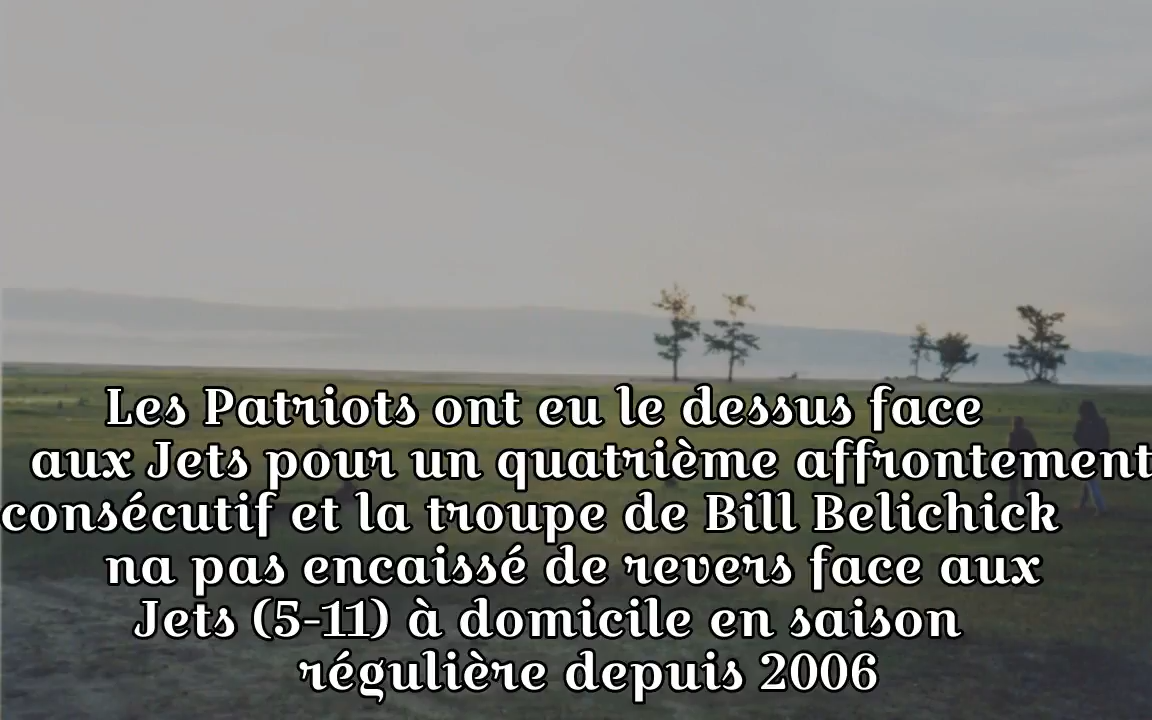 Les Patriots ont eu le dessus face
aux Jets pour un quatrième affrontement
consécutif et la troupe de Bill Belichick
na pas encaissé de revers face aux
Jets (5-11) à domicile en saison
régulière depuis 2006